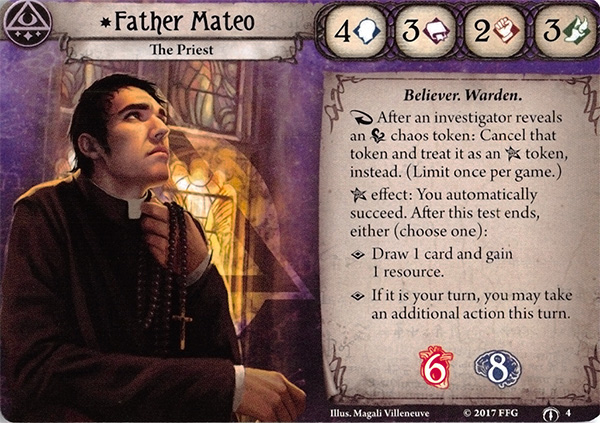 Father Mateo
The Priest
4 3 2 3
Believer. Warden.
After an investigator reveals
an chaos token: Cancel that
token and treat it as an token,
instead. (Limit once per game.)
effect: You automatically
succeed. After this test ends,
either (choose one):
Draw 1 card and gain
1 resource.
If it is your turn, you may take
an additional action this turn.
6 8
Illus. Magali Villeneuve © 2017 FFG 4